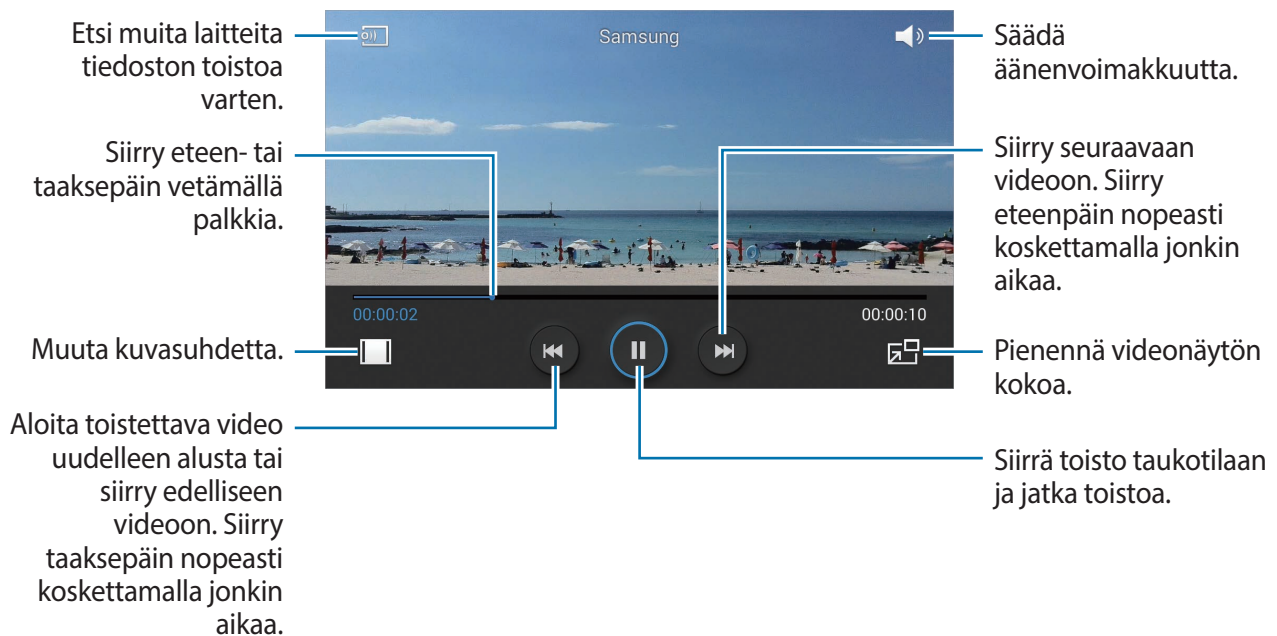 Etsi muita laitteita
tiedoston toistoa
varten.
Siirry eteen- tai
taaksepäin vetämällä
palkkia.
Muuta kuvasuhdetta.
Aloita toistettava video
uudelleen alusta tai
siirry edelliseen
videoon. Siirry
taaksepäin nopeasti
koskettamalla jonkin
aikaa.
Samsung
00:00:02
00:00:10
Säädä
äänenvoimakkuutta.
Siirry seuraavaan
videoon. Siirry
eteenpäin nopeasti
koskettamalla jonkin
aikaa.
Pienennä videonäytön
kokoa.
Siirrä toisto taukotilaan
ja jatka toistoa.